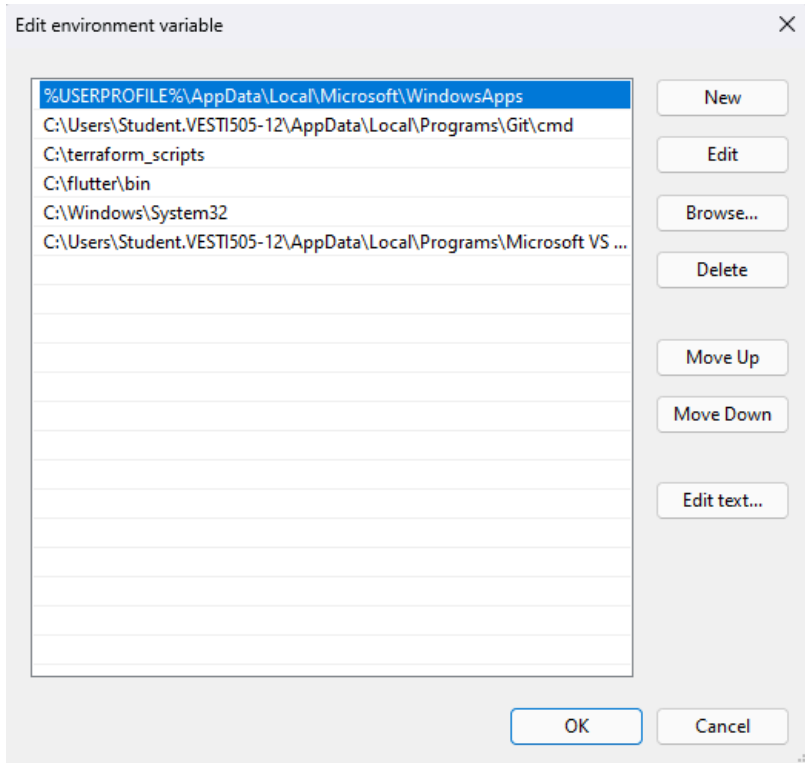 Edit environment variable
%USERPROFILE%\AppData\Local\Microsoft\WindowsApps
C:\Users\Student.VESTI505-12\AppData\Local\Programs\Git\cmd
C:\terraform_scripts
C:\flutter\bin
C:\Windows\System32
C:\Users\Student.VESTI505-12\AppData\Local\Programs\Microsoft VS ...
New
Edit
Browse...
Delete
Move Up
Move Down
Edit text...
OK
Cancel